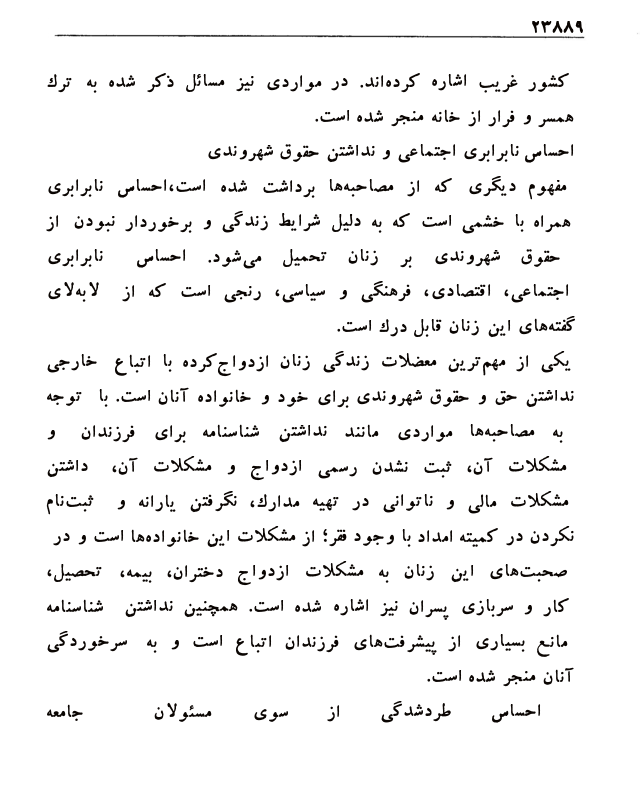 ۲۳۸۸۹
کشور غریب اشاره کرده‌اند. در مواردی نیز مسائل ذکر شده به ترك
همسر و فرار از خانه منجر شده است.
احساس نابرابری اجتماعی و نداشتن حقوق شهروندی
مفهوم دیگری که از مصاحبه‌ها برداشت شده است،احساس نابرابری
همراه با خشمی است که به دلیل شرایط زندگی و برخوردار نبودن از
حقوق شهروندی بر زنان تحمیل می‌شود. احساس نابرابری
اجتماعی، اقتصادی، فرهنگی و سیاسی، رنجی است که از لابه‌لای
گفته‌های این زنان قابل درك است.
یکی از مهم‌ترین معضلات زندگی زنان ازدواج‌کرده با اتباع خارجی
نداشتن حق و حقوق شهروندی برای خود و خانواده آنان است. با توجه
به مصاحبه‌ها مواردی مانند نداشتن شناسنامه برای فرزندان و
مشکلات آن، ثبت نشدن رسمی ازدواج و مشکلات آن، داشتن
مشکلات مالی و ناتوانی در تهیه مدارك، نگرفتن یارانه و ثبت‌نام
نکردن در کمیته امداد با وجود فقر؛ از مشکلات این خانواده‌ها است و در
صحبت‌های این زنان به مشکلات ازدواج دختران، بیمه، تحصیل،
کار و سربازی پسران نیز اشاره شده است. همچنین نداشتن شناسنامه
مانع بسیاری از پیشرفت‌های فرزندان اتباع است و به سرخوردگی
آنان منجر شده است.
احساس طردشدگی از سوی مسئولان جامعه